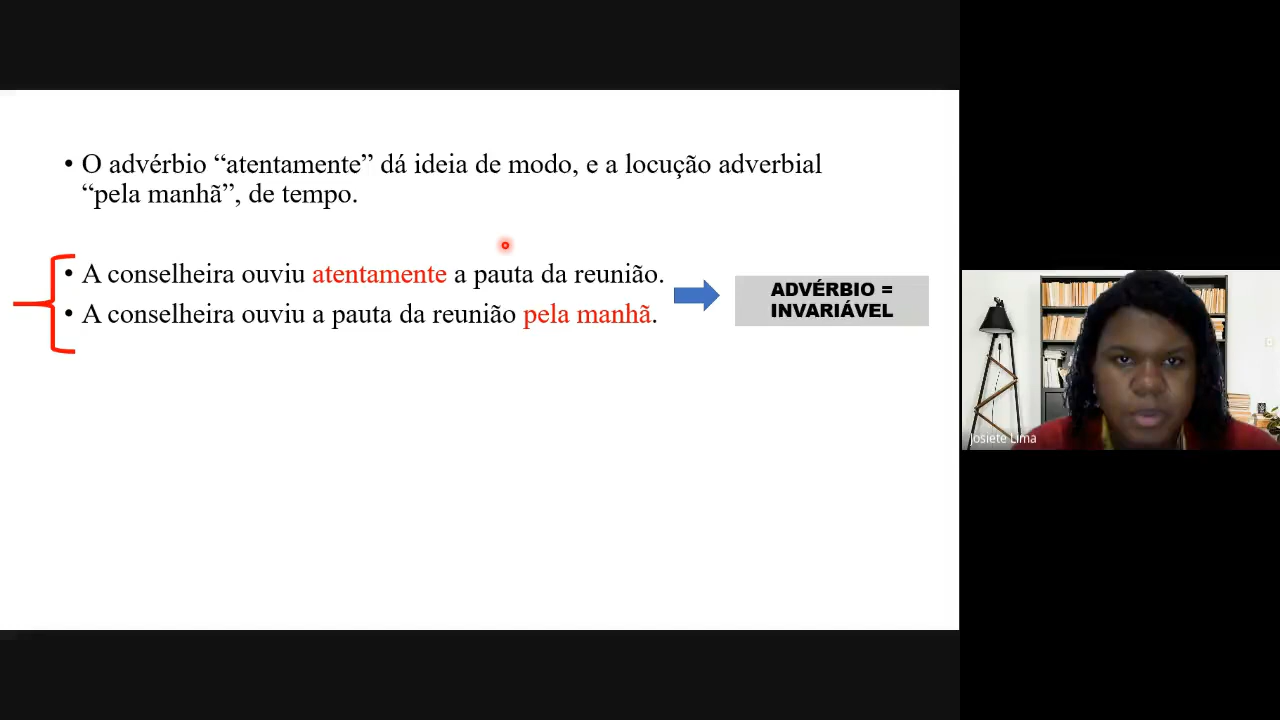 • O advérbio “atentamente” dá ideia de modo, e a locução adverbial
“pela manhã”, de tempo.
• A conselheira ouviu atentamente a pauta da reunião.
• A conselheira ouviu a pauta da reunião pela manhã.
ADVÉRBIO =
INVARIÁVEL
Josiete Lima